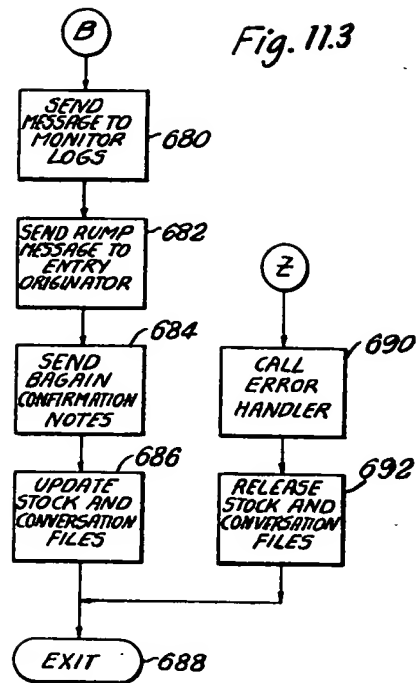 B
Fig. 11.3
SEND
MESSAGE TO
MONITOR
LOGS
680
SEND RUMP
MESSAGE TO
ENTRY
ORIGINATOR
682
Z
SEND
BAGAIN
CONFIRMATION
NOTES
684
CALL
ERROR
HANDLER
690
UPDATE
STOCK AND
CONVERSATION
FILES
686
RELEASE
STOCK AND
CONVERSATION
FILES
692
EXIT
688